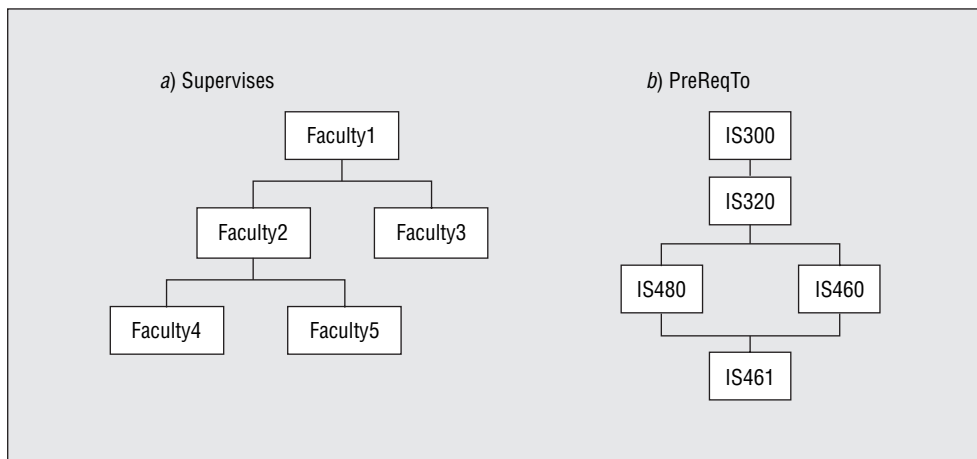 a) Supervises
Faculty1
Faculty2
Faculty3
Faculty4
Faculty5
b) PreReqTo
IS300
IS320
IS480
IS460
IS461